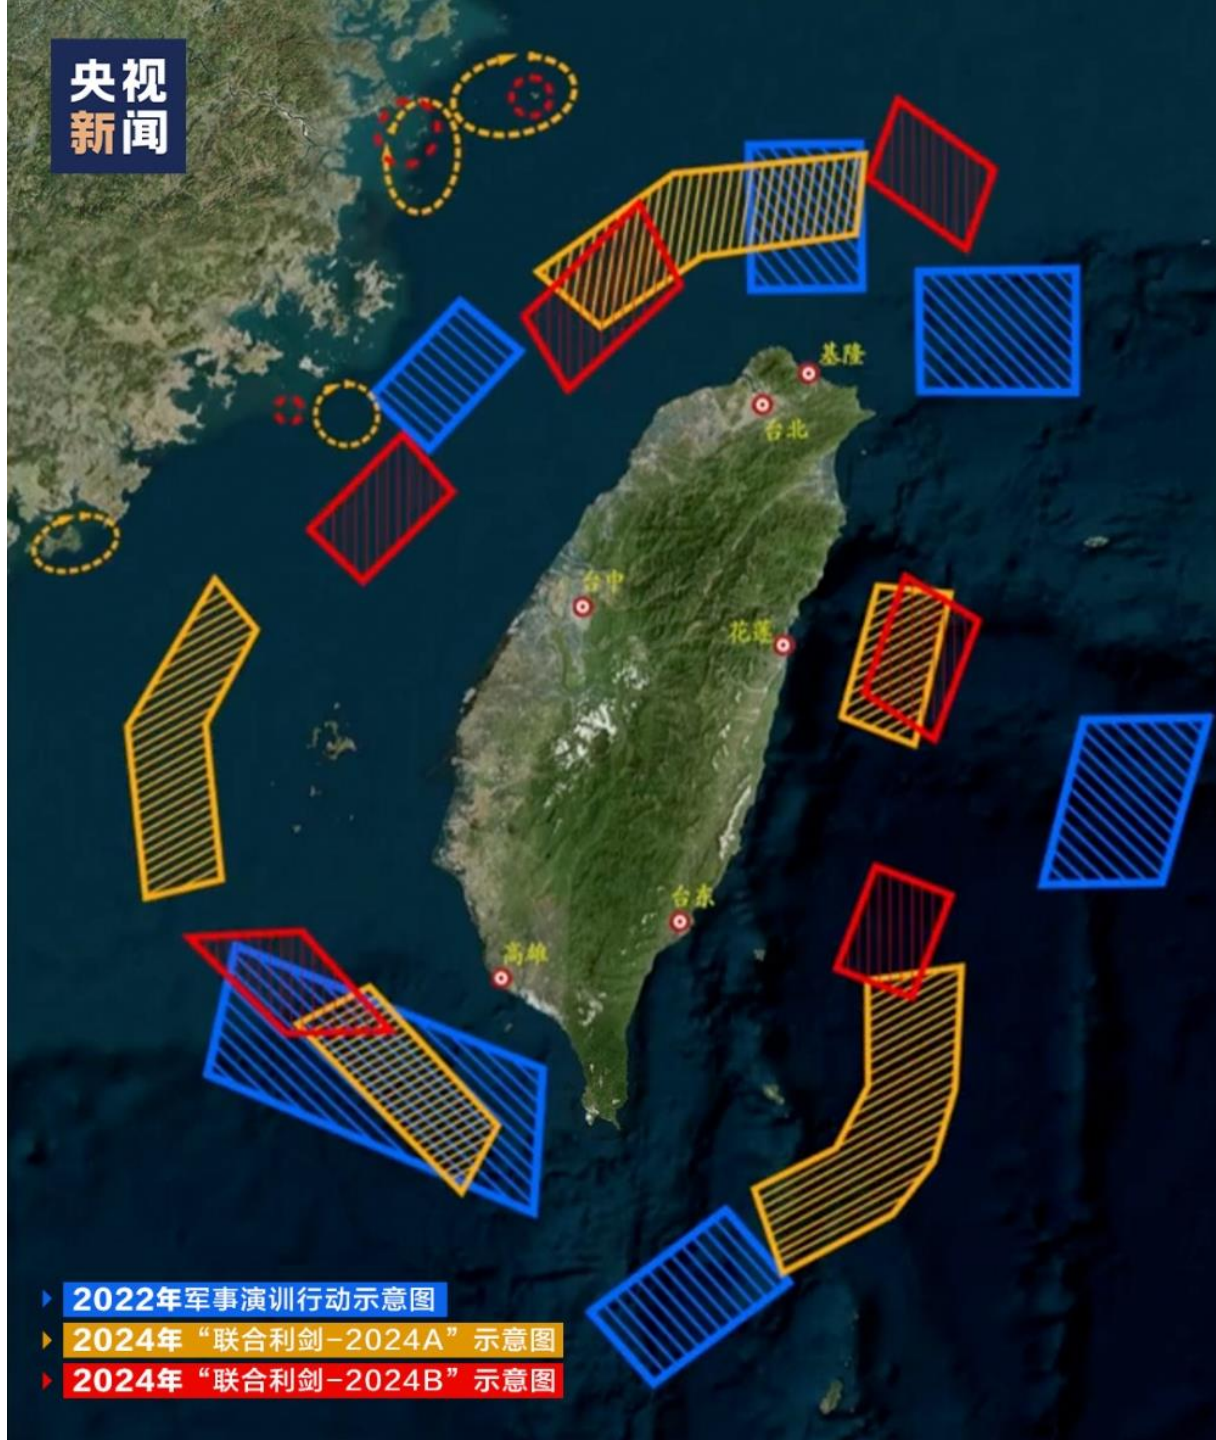 央视
新闻
基隆
台北
台中
花莲
台东
高雄
2022年军事演训行动示意图
2024年“联合利剑-2024A”示意图
2024年“联合利剑-2024B”示意图